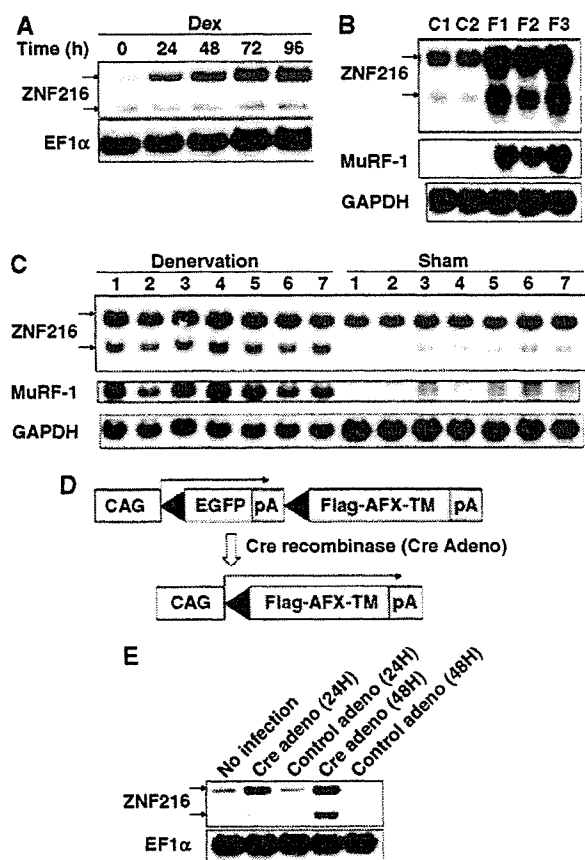 A
Dex
Time (h) 0 24 48 72 96
ZNF216
EF1α
B
C1 C2 F1 F2 F3
ZNF216
MuRF-1
GAPDH
C
Denervation Sham
1 2 3 4 5 6 7 1 2 3 4 5 6 7
ZNF216
MuRF-1
GAPDH
D
CAG EGFP pA Flag-AFX-TM pA
Cre recombinase (Cre Adeno)
CAG Flag-AFX-TM pA
E
No infection
Cre adeno (24H)
Control adeno (24H)
Cre adeno (48H)
Control adeno (48H)
ZNF216
EF1α